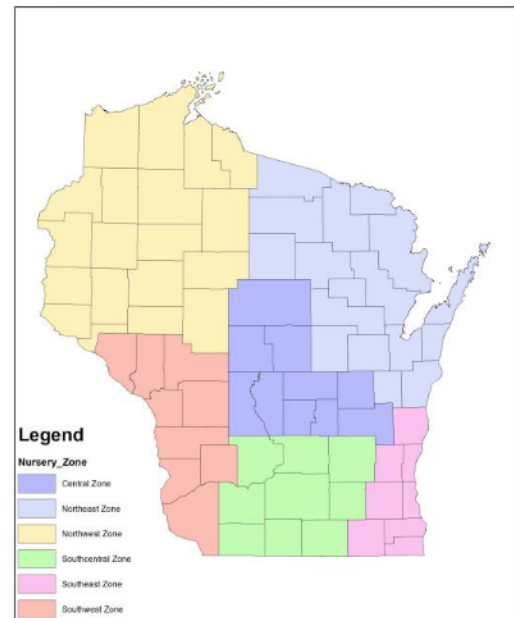 Legend
Nursery_Zone
Central Zone
Northeast Zone
Northwest Zone
Southcentral Zone
Southeast Zone
Southwest Zone